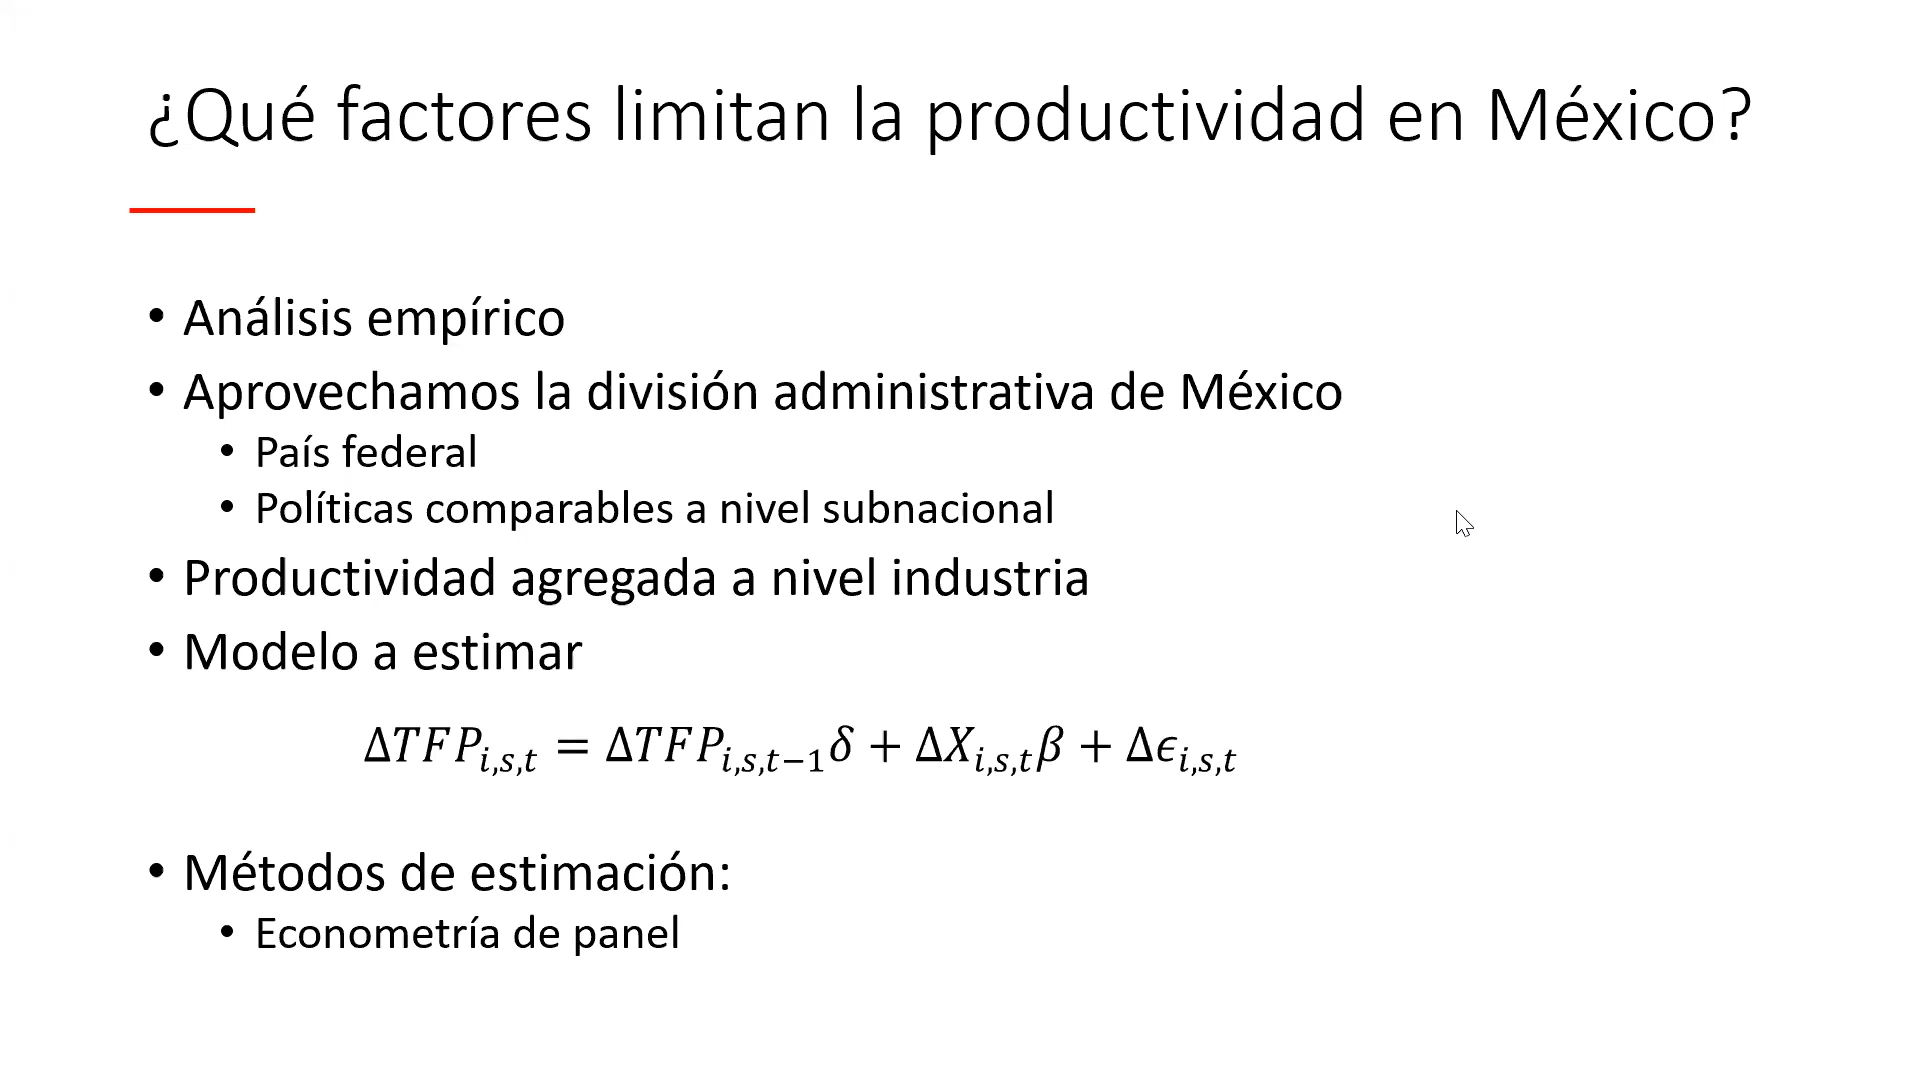 ¿Qué factores limitan la productividad en México?
• Análisis empírico
• Aprovechamos la división administrativa de México
• País federal
• Políticas comparables a nivel subnacional
• Productividad agregada a nivel industria
• Modelo a estimar
ΔTFP_{i,s,t} = ΔTFP_{i,s,t−1}δ + ΔX_{i,s,t}β + Δϵ_{i,s,t}
• Métodos de estimación:
• Econometría de panel